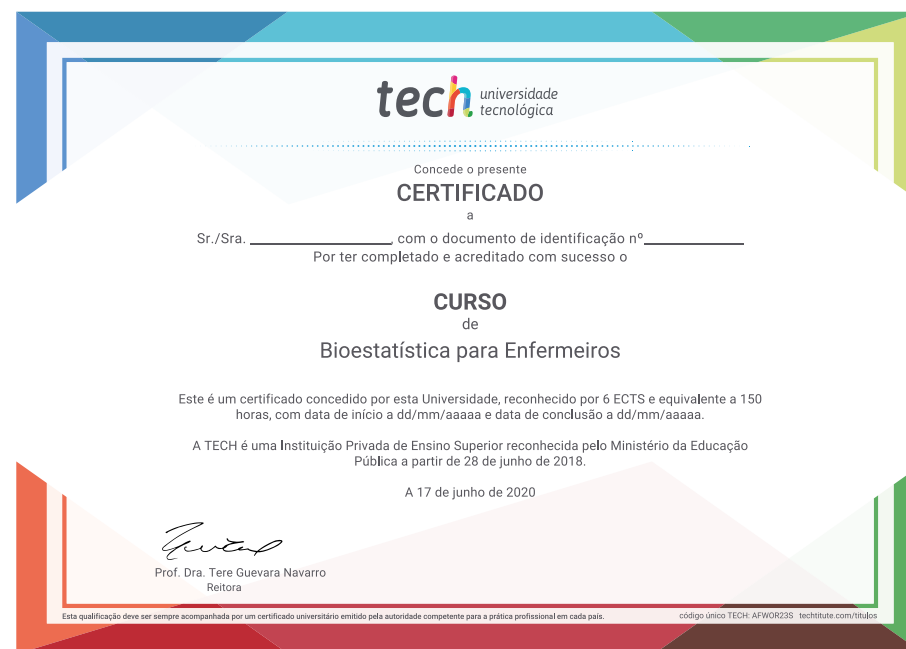 tech universidade
tecnológica
Concede o presente
CERTIFICADO
a
Sr./Sra. ____________________, com o documento de identificação nº______________
Por ter completado e acreditado com sucesso o
CURSO
de
Bioestatística para Enfermeiros
Este é um certificado concedido por esta Universidade, reconhecido por 6 ECTS e equivalente a 150
horas, com data de início a dd/mm/aaaaa e data de conclusão a dd/mm/aaaaa.
A TECH é uma Instituição Privada de Ensino Superior reconhecida pelo Ministério da Educação
Pública a partir de 28 de junho de 2018.
A 17 de junho de 2020
Prof. Dra. Tere Guevara Navarro
Reitora
Esta qualificação deve ser sempre acompanhada por um certificado universitário emitido pela autoridade competente para a prática profissional em cada país.
código único TECH: AFWOR23S techtitute.com/titulos